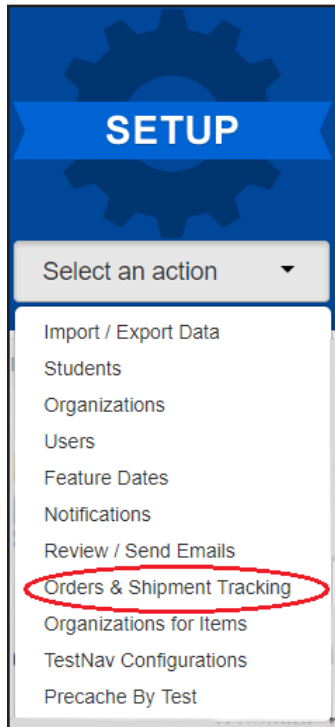 SETUP
Select an action
Import / Export Data
Students
Organizations
Users
Feature Dates
Notifications
Review / Send Emails
Orders & Shipment Tracking
Organizations for Items
TestNav Configurations
Precache By Test